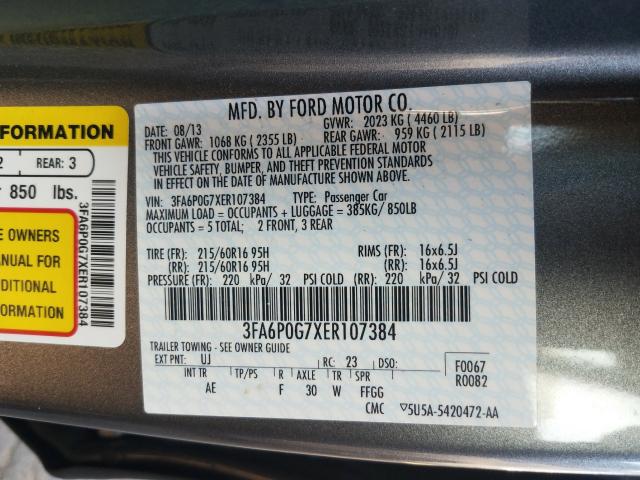 FORMATION
2 REAR: 3
850 lbs.
3FA6P0G7XER107384
E OWNERS
ANUAL FOR
DITIONAL
ORMATION
MFD. BY FORD MOTOR CO.
DATE: 08/13 GVWR: 2023 KG ( 4460 LB)
FRONT GAWR: 1068 KG ( 2355 LB) REAR GAWR: 959 KG ( 2115 LB)
THIS VEHICLE CONFORMS TO ALL APPLICABLE FEDERAL MOTOR
VEHICLE SAFETY, BUMPER, AND THEFT PREVENTION STANDARDS
IN EFFECT ON THE DATE OF MANUFACTURE SHOWN ABOVE.
VIN: 3FA6P0G7XER107384 TYPE: Passenger Car
MAXIMUM LOAD = OCCUPANTS + LUGGAGE = 385KG/ 850LB
OCCUPANTS = 5 TOTAL; 2 FRONT, 3 REAR
TIRE (FR): 215/60R16 95H RIMS (FR): 16x6.5J
(RR): 215/60R16 95H (RR): 16x6.5J
PRESSURE (FR): 220 kPa/ 32 PSI COLD (RR): 220 kPa/ 32 PSI COLD
3FA6P0G7XER107384
TRAILER TOWING - SEE OWNER GUIDE
EXT PNT: UJ RC: 23 DSO: F0067
R0082
INT TR TP/PS R AXLE TR SPR
AE F 30 W FFGG
CMC ▽5U5A-5420472-AA